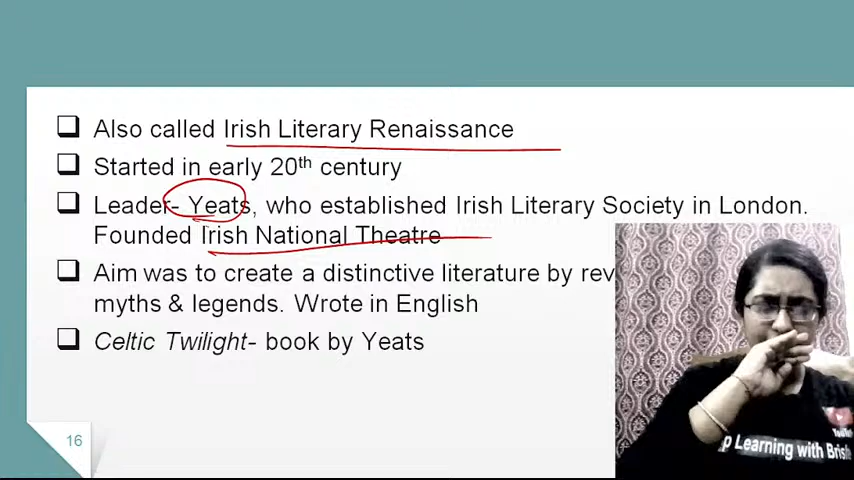 Also called Irish Literary Renaissance
Started in early 20th century
Leader- Yeats, who established Irish Literary Society in London.
Founded Irish National Theatre
Aim was to create a distinctive literature by
myths & legends. Wrote in English
Celtic Twilight- book by Yeats
16
Learning with